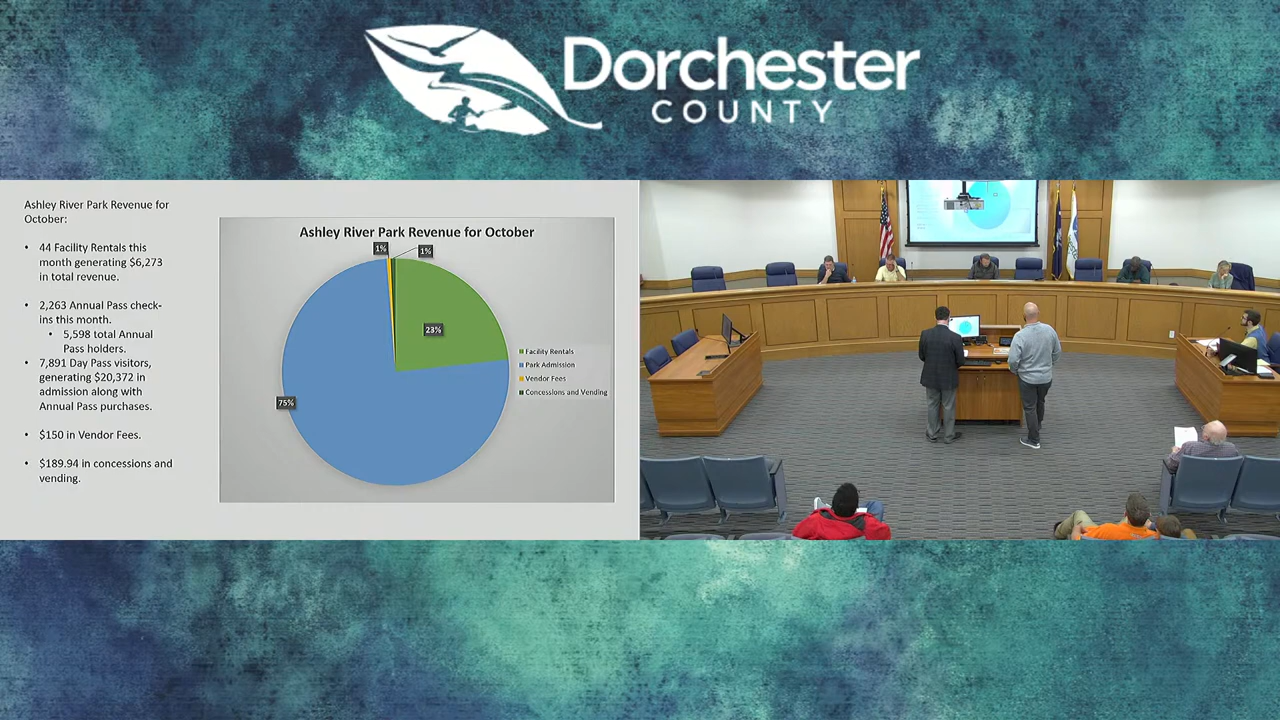 Dorchester
COUNTY
Ashley River Park Revenue for
October:
• 44 Facility Rentals this
month generating $6,273
in total revenue.
• 2,263 Annual Pass check-
ins this month.
• 5,598 total Annual
Pass holders.
• 7,891 Day Pass visitors,
generating $20,372 in
admission along with
Annual Pass purchases.
• $150 in Vendor Fees.
• $189.94 in concessions and
vending.
Ashley River Park Revenue for October
1%
1%
23%
75%
Facility Rentals
Park Admission
Vendor Fees
Concessions and Vending